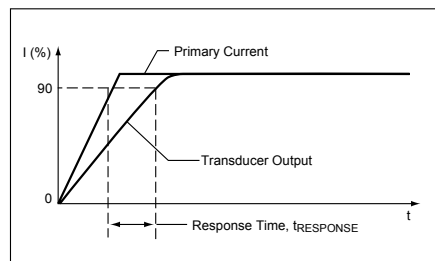 I (%)
Primary Current
90
Transducer Output
0
t
Response Time, tRESPONSE